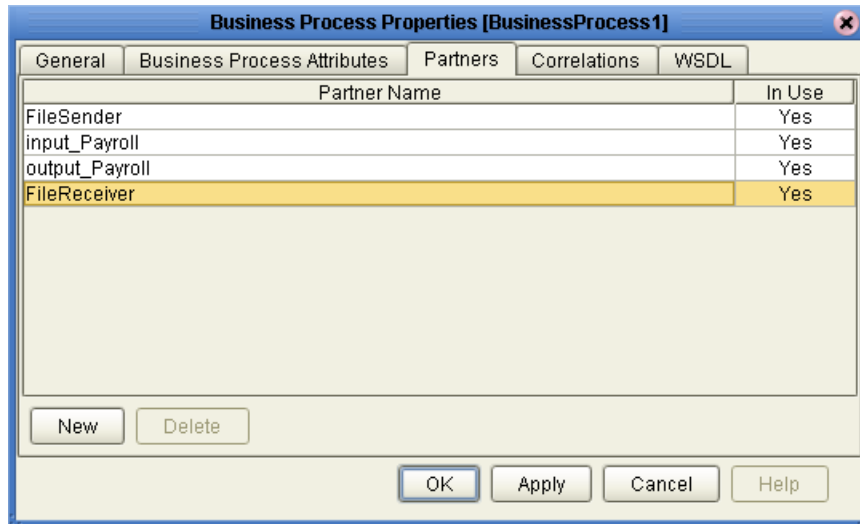 Business Process Properties [BusinessProcess1]
General Business Process Attributes Partners Correlations WSDL
Partner Name In Use
FileSender Yes
input_Payroll Yes
output_Payroll Yes
FileReceiver Yes
New Delete
OK Apply Cancel Help